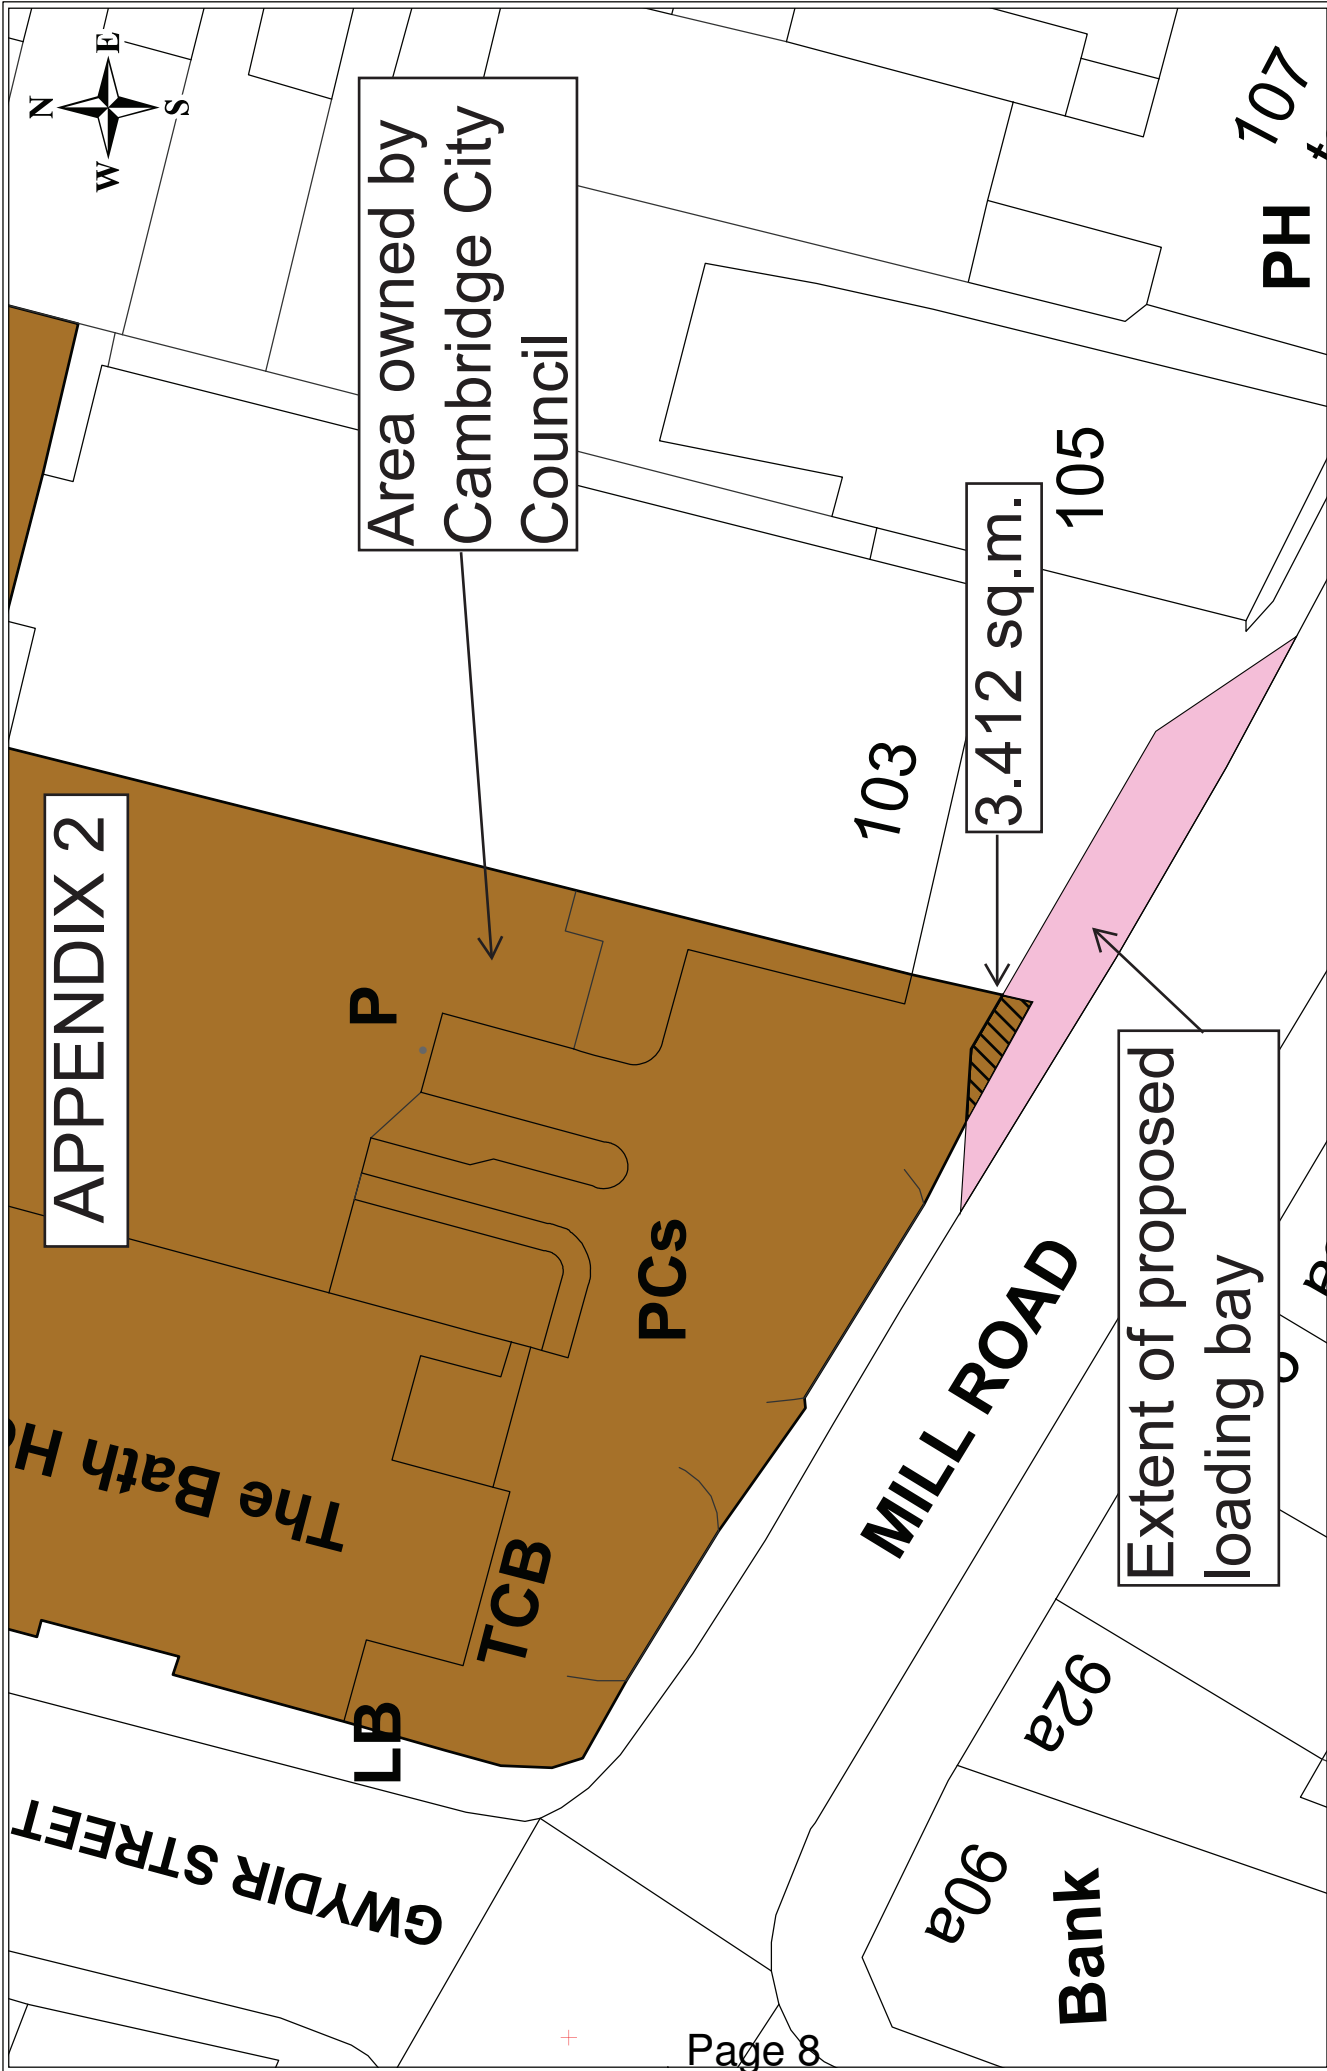 APPENDIX 2
N
E
S
W
Area owned by
Cambridge City
Council
P
103
3.412 sq.m.
105
107
PH
The Bath H
PCs
TCB
LB
GWYDIR STREET
MILL ROAD
Extent of proposed
loading bay
92a
90a
Bank
Page 8